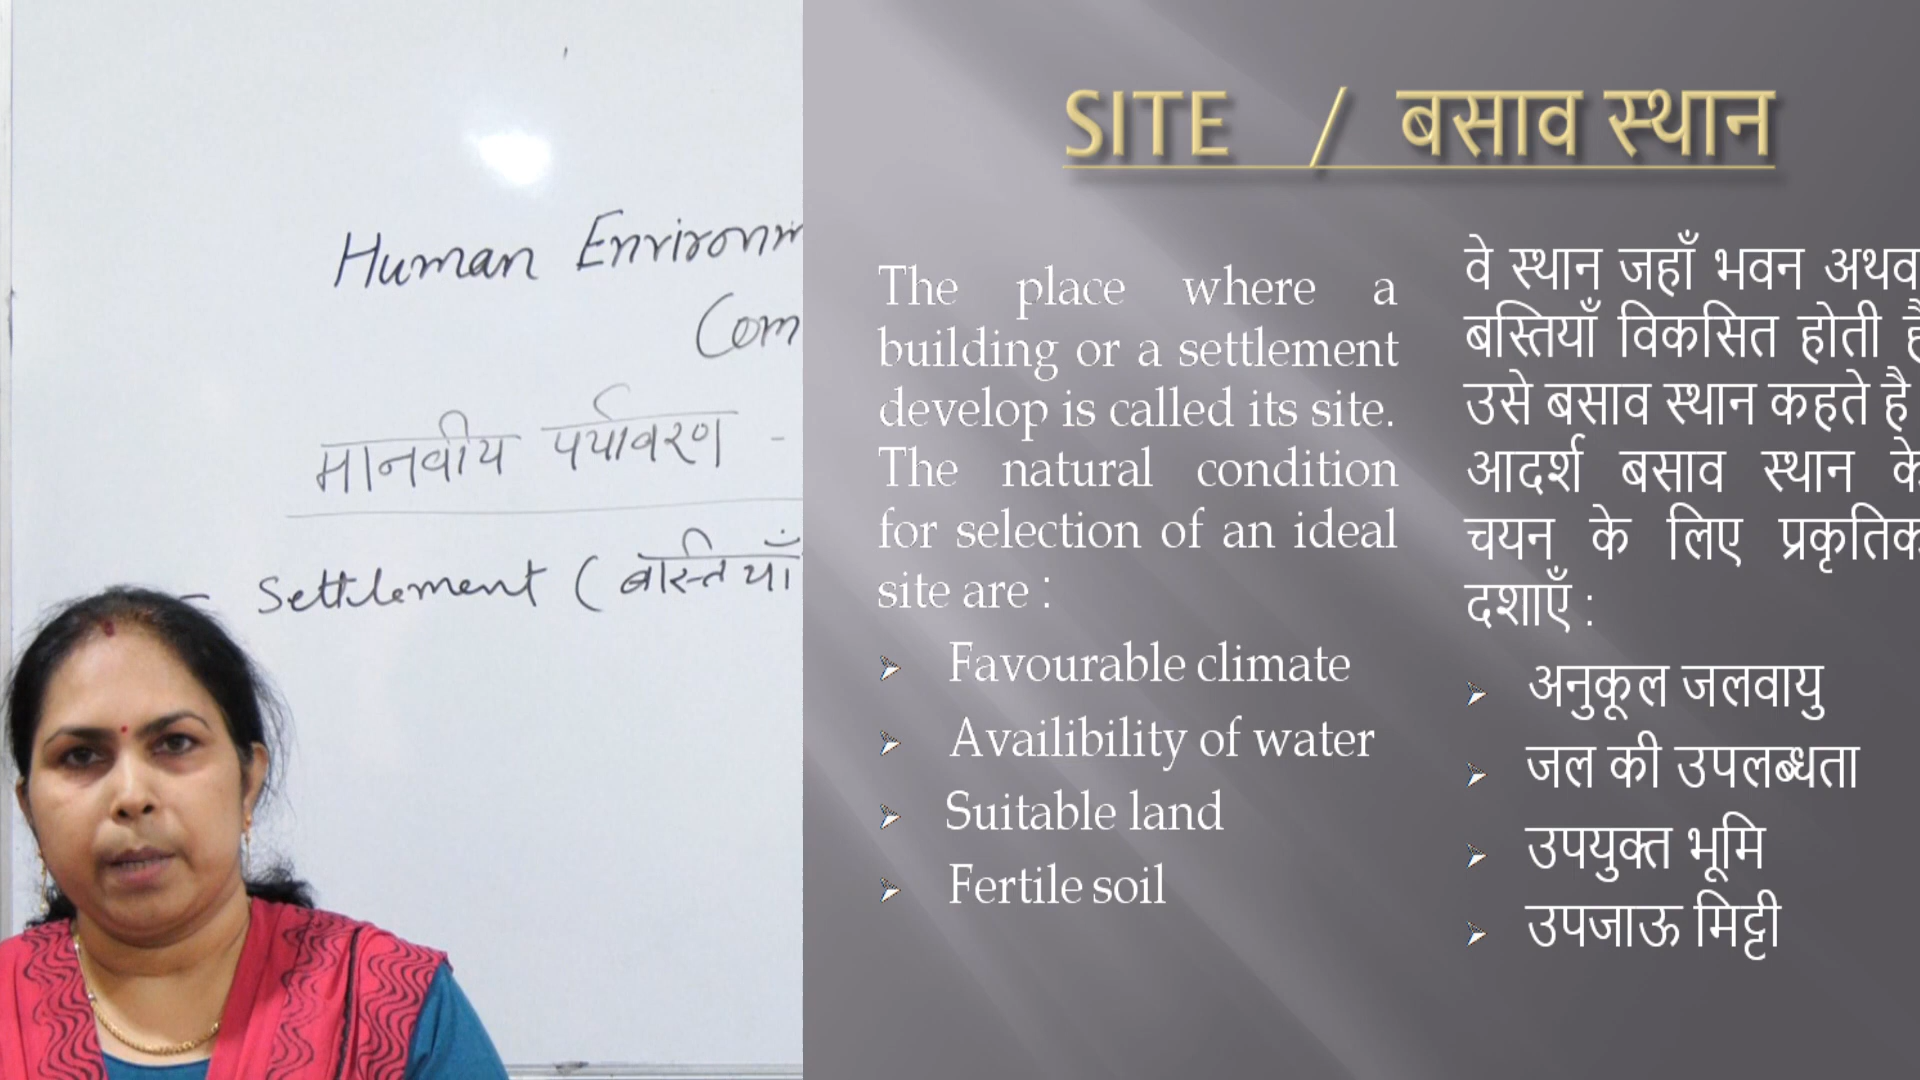 Human Environm
Com
मानवीय पर्यावरण -
- Settlement ( बस्तियाँ
SITE / बसाव स्थान
The place where a
building or a settlement
develop is called its site.
The natural condition
for selection of an ideal
site are :
Favourable climate
Availibility of water
Suitable land
Fertile soil
वे स्थान जहाँ भवन अथव
बस्तियाँ विकसित होती है
उसे बसाव स्थान कहते है
आदर्श बसाव स्थान के
चयन के लिए प्रकृतिक
दशाएँ :
अनुकूल जलवायु
जल की उपलब्धता
उपयुक्त भूमि
उपजाऊ मिट्टी